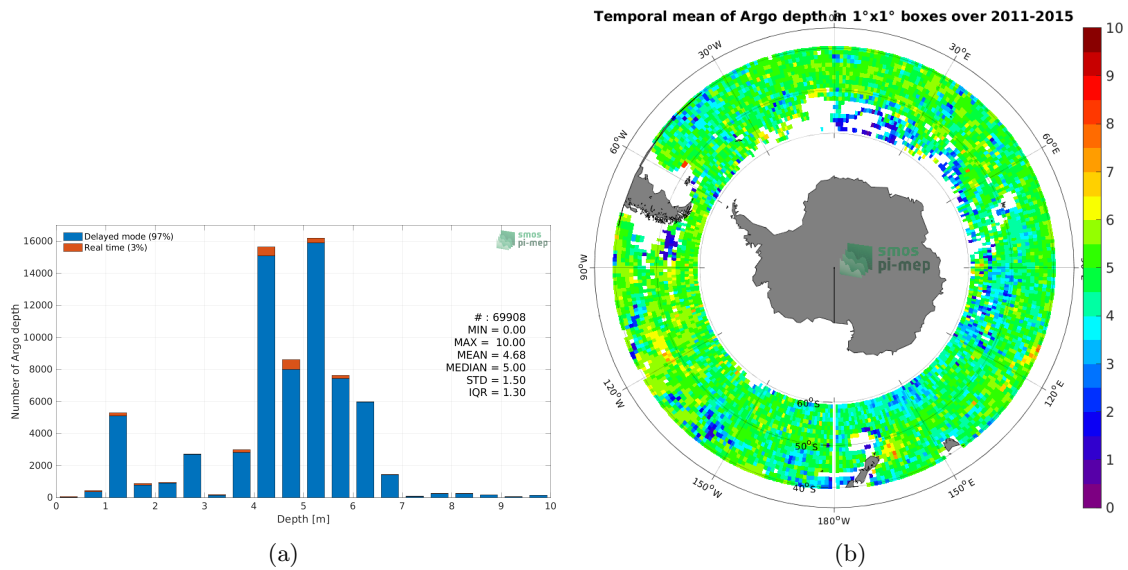 Temporal mean of Argo depth in 1°x1° boxes over 2011-2015
Delayed mode (97%)
Real time (3%)
smos
pi-mep
# : 69908
MIN = 0.00
MAX = 10.00
MEAN = 4.68
MEDIAN = 5.00
STD = 1.50
IQR = 1.30
Number of Argo depth
16000
14000
12000
10000
8000
6000
4000
2000
0
0 1 2 3 4 5 6 7 8 9 10
Depth [m]
(a)
30°W
30°E
60°W
60°E
90°W
smos
pi-mep
120°W
120°E
60°S
50°S
40°S
150°W
150°E
180°W
10
9
8
7
6
5
4
3
2
1
0
(b)